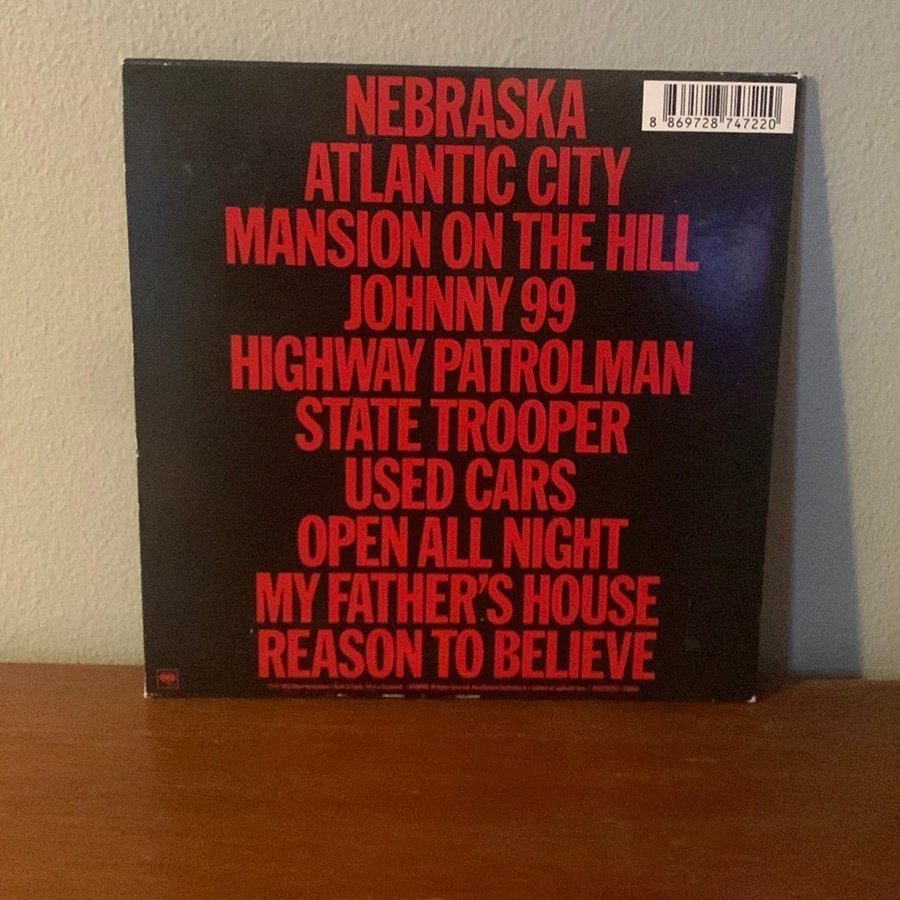 NEBRASKA
8 869728 747220
ATLANTIC CITY
MANSION ON THE HILL
JOHNNY 99
HIGHWAY PATROLMAN
STATE TROOPER
USED CARS
OPEN ALL NIGHT
MY FATHER'S HOUSE
REASON TO BELIEVE